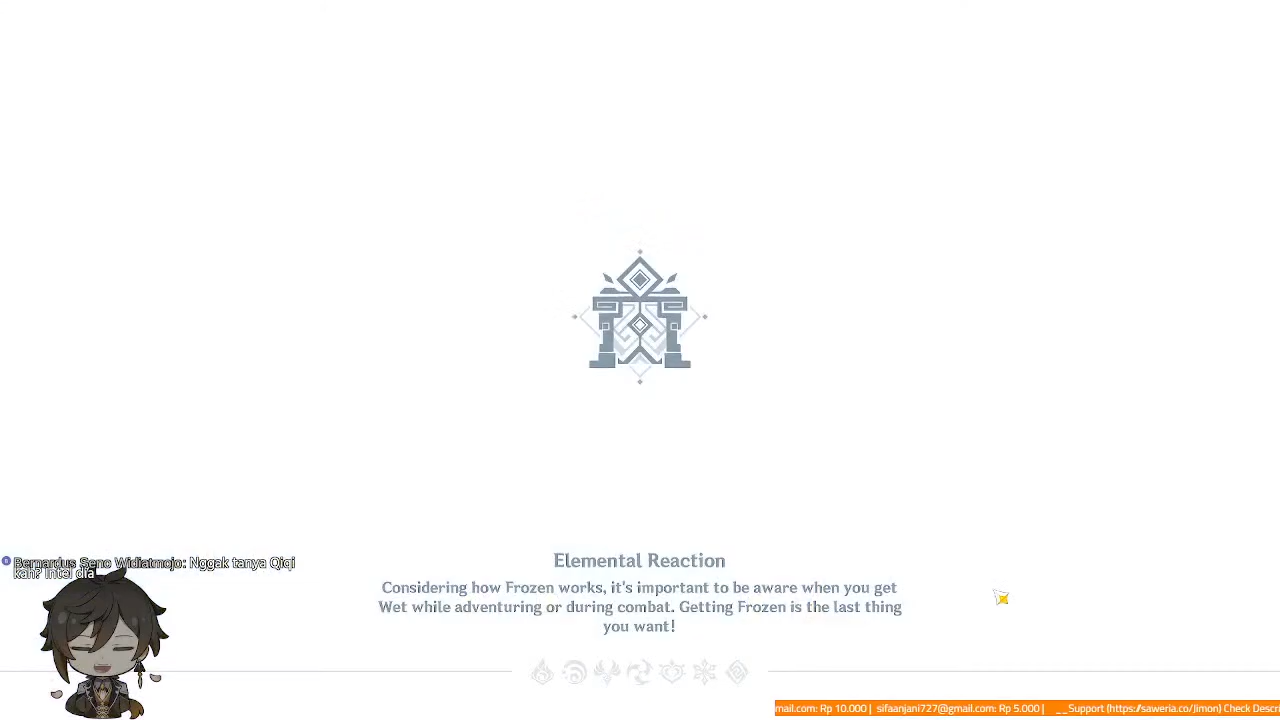 Bernardus Seno Widiatmojo: Nggak tanya Qiqi
kan? Intel dia
Elemental Reaction
Considering how Frozen works, it's important to be aware when you get
Wet while adventuring or during combat. Getting Frozen is the last thing
you want!
mail.com: Rp 10.000 | sifaanjani727@gmail.com: Rp 5.000 | __Support (https://saweria.co/Jimon) Check Descri